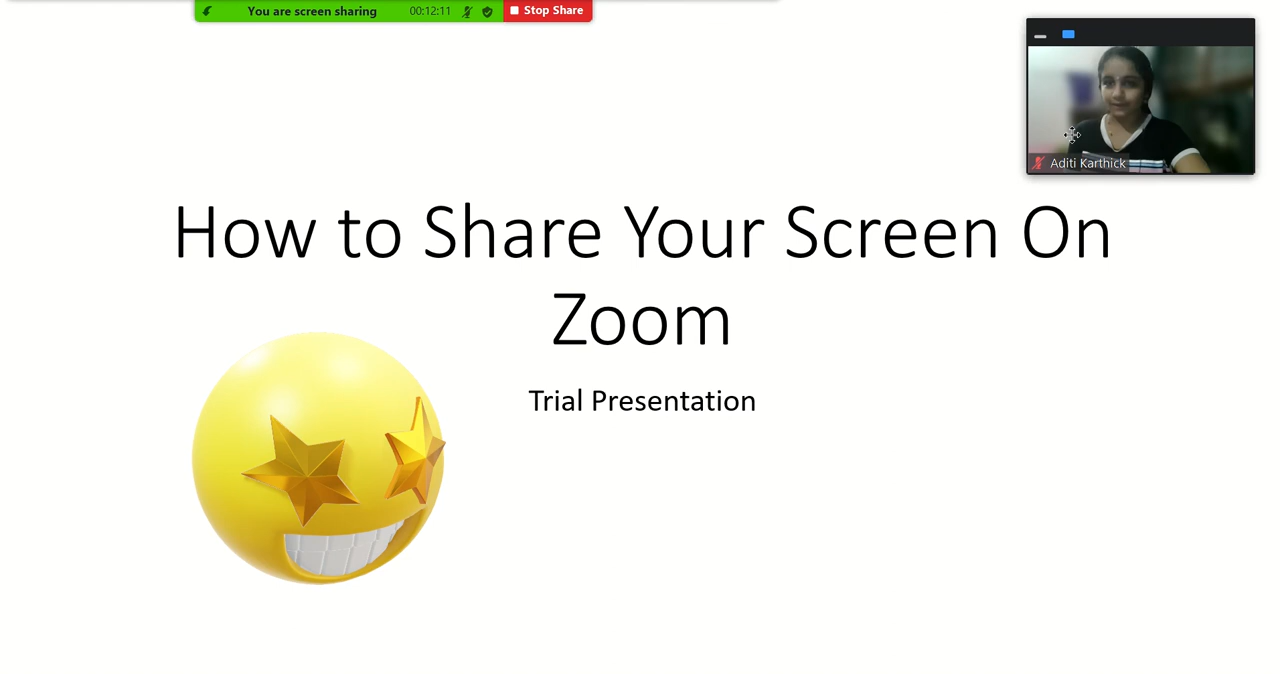 You are screen sharing 00:12:11 Stop Share
Aditi Karthick
How to Share Your Screen On
Zoom
Trial Presentation